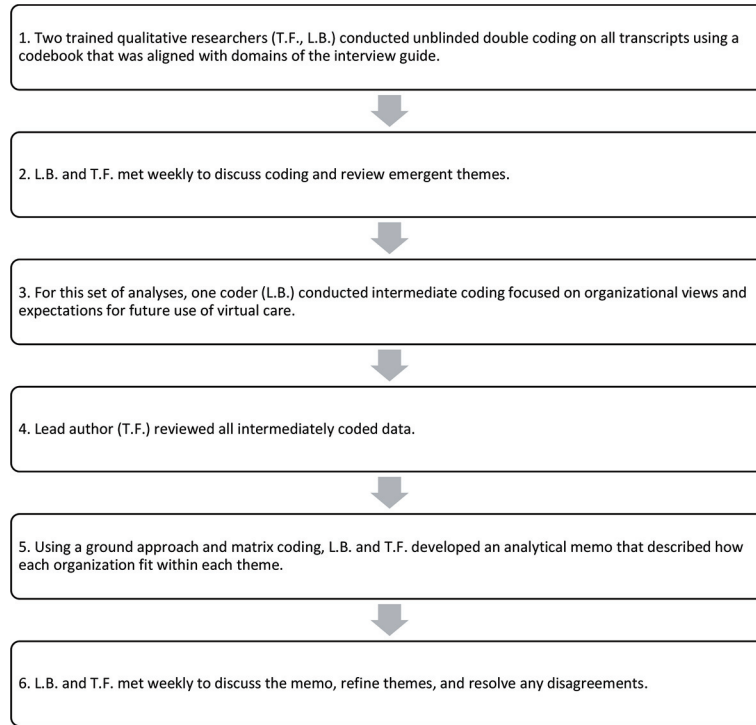 1. Two trained qualitative researchers (T.F., L.B.) conducted unblinded double coding on all transcripts using a
codebook that was aligned with domains of the interview guide.
2. L.B. and T.F. met weekly to discuss coding and review emergent themes.
3. For this set of analyses, one coder (L.B.) conducted intermediate coding focused on organizational views and
expectations for future use of virtual care.
4. Lead author (T.F.) reviewed all intermediately coded data.
5. Using a ground approach and matrix coding, L.B. and T.F. developed an analytical memo that described how
each organization fit within each theme.
6. L.B. and T.F. met weekly to discuss the memo, refine themes, and resolve any disagreements.